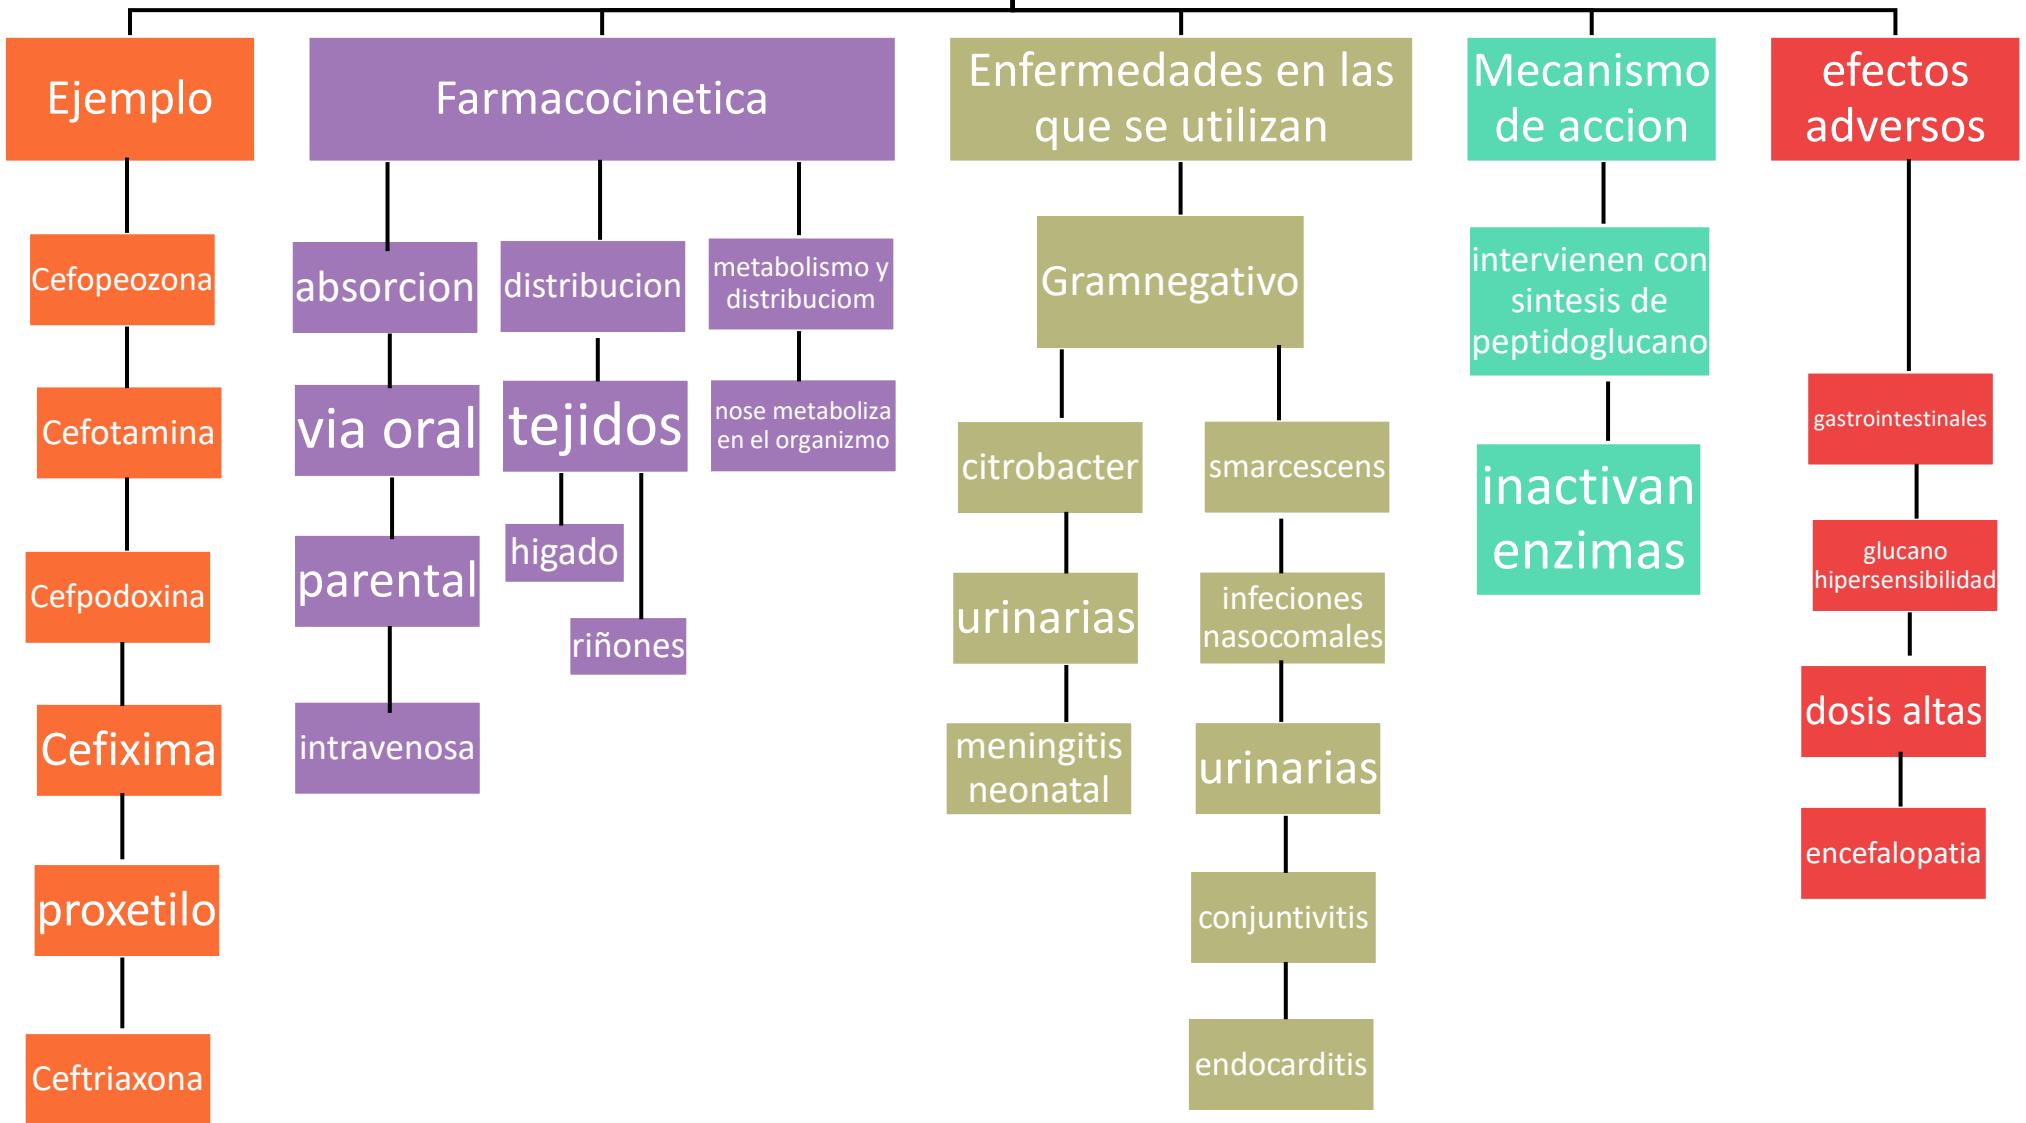 Ejemplo
Cefopeozona
Cefotamina
Cefpodoxina
Cefixima
proxetilo
Ceftriaxona
Farmacocinetica
absorcion
via oral
parental
intravenosa
distribucion
tejidos
higado
riñones
metabolismo y
distribuciom
nose metaboliza
en el organizmo
Enfermedades en las
que se utilizan
Gramnegativo
citrobacter
urinarias
meningitis
neonatal
smarcescens
infeciones
nasocomales
urinarias
conjuntivitis
endocarditis
Mecanismo
de accion
intervienen con
sintesis de
peptidoglucano
inactivan
enzimas
efectos
adversos
gastrointestinales
glucano
hipersensibilidad
dosis altas
encefalopatia